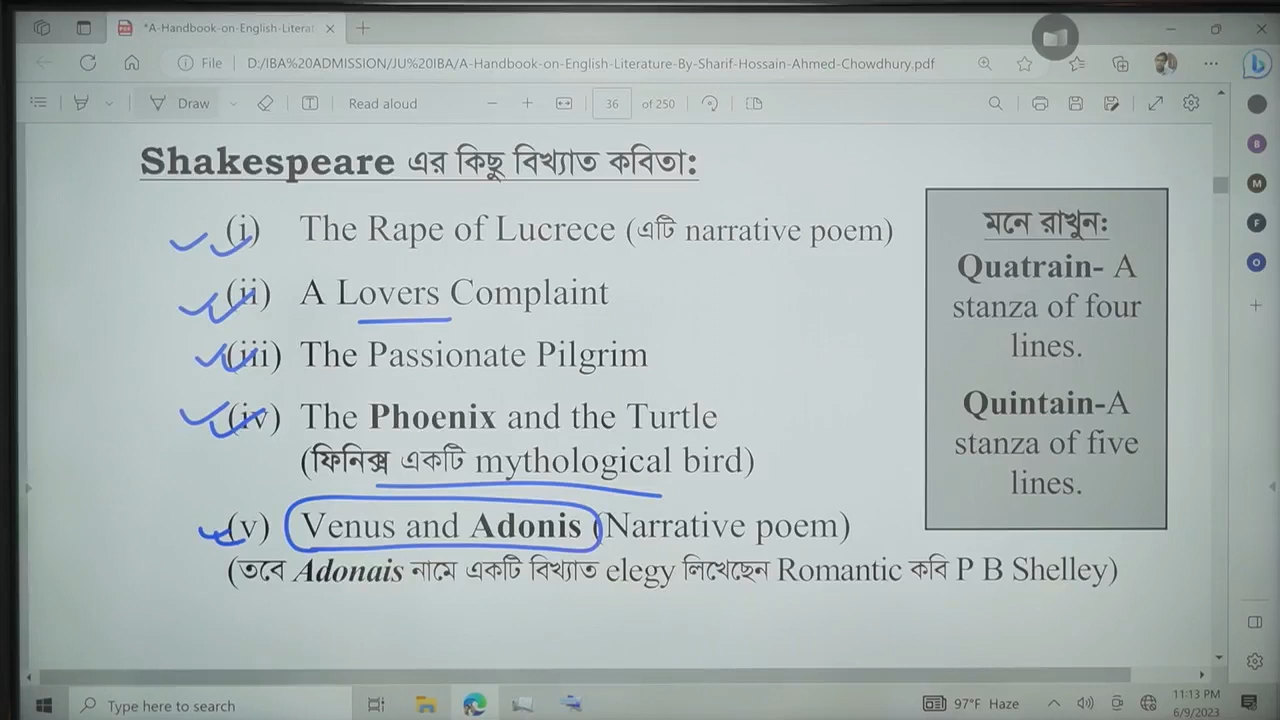 *A-Handbook-on-English-Literat
File D:/IBA%20ADMISSION/JU%20IBA/A-Handbook-on-English-Literature-By-Sharif-Hossain-Ahmed-Chowdhury.pdf
Draw Read aloud 36 of 250
Shakespeare এর কিছু বিখ্যাত কবিতা:
(i) The Rape of Lucrece (এটি narrative poem)
(ii) A Lovers Complaint
(iii) The Passionate Pilgrim
(iv) The Phoenix and the Turtle
(ফিনিক্স একটি mythological bird)
(v) Venus and Adonis (Narrative poem)
(তবে Adonais নামে একটি বিখ্যাত elegy লিখেছেন Romantic কবি P B Shelley)
মনে রাখুন:
Quatrain- A
stanza of four
lines.
Quintain-A
stanza of five
lines.
B
M
F
O
Type here to search
97°F Haze
11:13 PM
6/9/2023